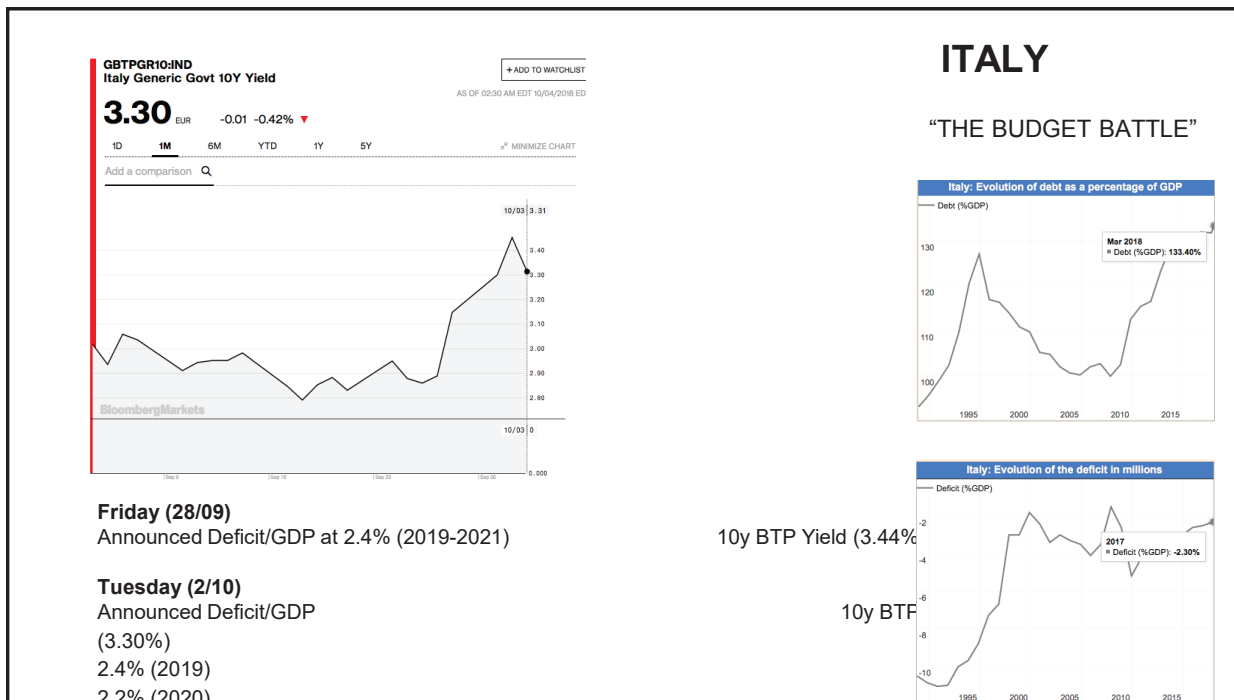 GBTPGR10:IND
Italy Generic Govt 10Y Yield
+ ADD TO WATCHLIST
AS OF 02:30 AM EDT 10/04/2018 ED
3.30 EUR -0.01 -0.42% ▼
1D 1M 6M YTD 1Y 5Y MINIMIZE CHART
Add a comparison
10/03 3.31
3.40
3.30
3.20
3.10
3.00
2.90
2.80
BloombergMarkets
10/03 0
0.000
Sep 30
ITALY
“THE BUDGET BATTLE”
Italy: Evolution of debt as a percentage of GDP
Debt (%GDP)
Mar 2018
Debt (%GDP): 133.40%
130
120
110
100
1995 2000 2005 2010 2015
Italy: Evolution of the deficit in millions
Deficit (%GDP)
2017
Deficit (%GDP): -2.30%
-2
-4
-6
-8
-10
1995 2000 2005 2010 2015
Friday (28/09)
Announced Deficit/GDP at 2.4% (2019-2021) 10y BTP Yield (3.44%
Tuesday (2/10)
Announced Deficit/GDP 10y BTP
(3.30%)
2.4% (2019)
2.2% (2020)